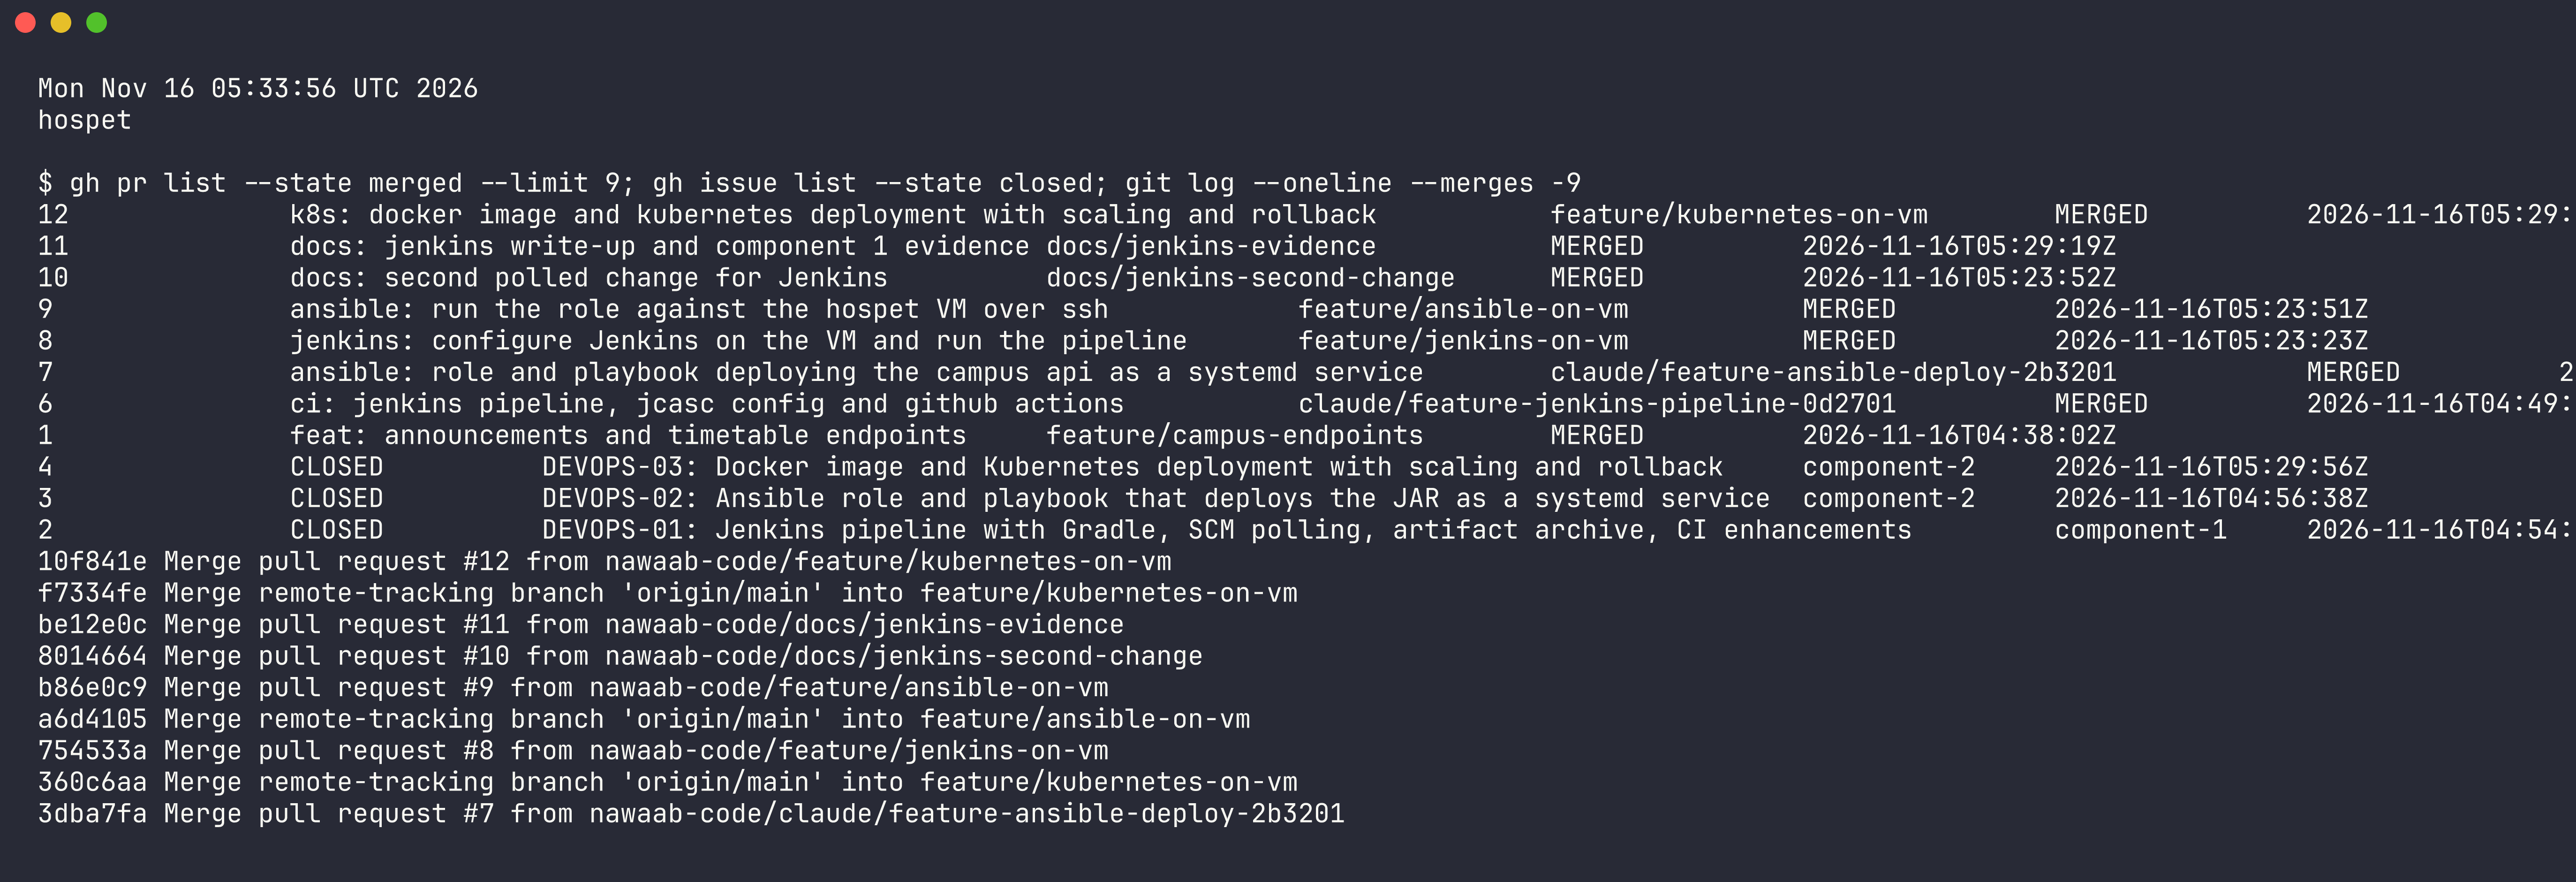 Mon Nov 16 05:33:56 UTC 2026
hospet
$ gh pr list --state merged --limit 9; gh issue list --state closed; git log --oneline --merges -9
12 k8s: docker image and kubernetes deployment with scaling and rollback feature/kubernetes-on-vm MERGED 2026-11-16T05:29:
11 docs: jenkins write-up and component 1 evidence docs/jenkins-evidence MERGED 2026-11-16T05:29:19Z
10 docs: second polled change for Jenkins docs/jenkins-second-change MERGED 2026-11-16T05:23:52Z
9 ansible: run the role against the hospet VM over ssh feature/ansible-on-vm MERGED 2026-11-16T05:23:51Z
8 jenkins: configure Jenkins on the VM and run the pipeline feature/jenkins-on-vm MERGED 2026-11-16T05:23:23Z
7 ansible: role and playbook deploying the campus api as a systemd service claude/feature-ansible-deploy-2b3201 MERGED 2
6 ci: jenkins pipeline, jcasc config and github actions claude/feature-jenkins-pipeline-0d2701 MERGED 2026-11-16T04:49:
1 feat: announcements and timetable endpoints feature/campus-endpoints MERGED 2026-11-16T04:38:02Z
4 CLOSED DEVOPS-03: Docker image and Kubernetes deployment with scaling and rollback component-2 2026-11-16T05:29:56Z
3 CLOSED DEVOPS-02: Ansible role and playbook that deploys the JAR as a systemd service component-2 2026-11-16T04:56:38Z
2 CLOSED DEVOPS-01: Jenkins pipeline with Gradle, SCM polling, artifact archive, CI enhancements component-1 2026-11-16T04:54:
10f841e Merge pull request #12 from nawaab-code/feature/kubernetes-on-vm
f7334fe Merge remote-tracking branch 'origin/main' into feature/kubernetes-on-vm
be12e0c Merge pull request #11 from nawaab-code/docs/jenkins-evidence
8014664 Merge pull request #10 from nawaab-code/docs/jenkins-second-change
b86e0c9 Merge pull request #9 from nawaab-code/feature/ansible-on-vm
a6d4105 Merge remote-tracking branch 'origin/main' into feature/ansible-on-vm
754533a Merge pull request #8 from nawaab-code/feature/jenkins-on-vm
360c6aa Merge remote-tracking branch 'origin/main' into feature/kubernetes-on-vm
3dba7fa Merge pull request #7 from nawaab-code/claude/feature-ansible-deploy-2b3201